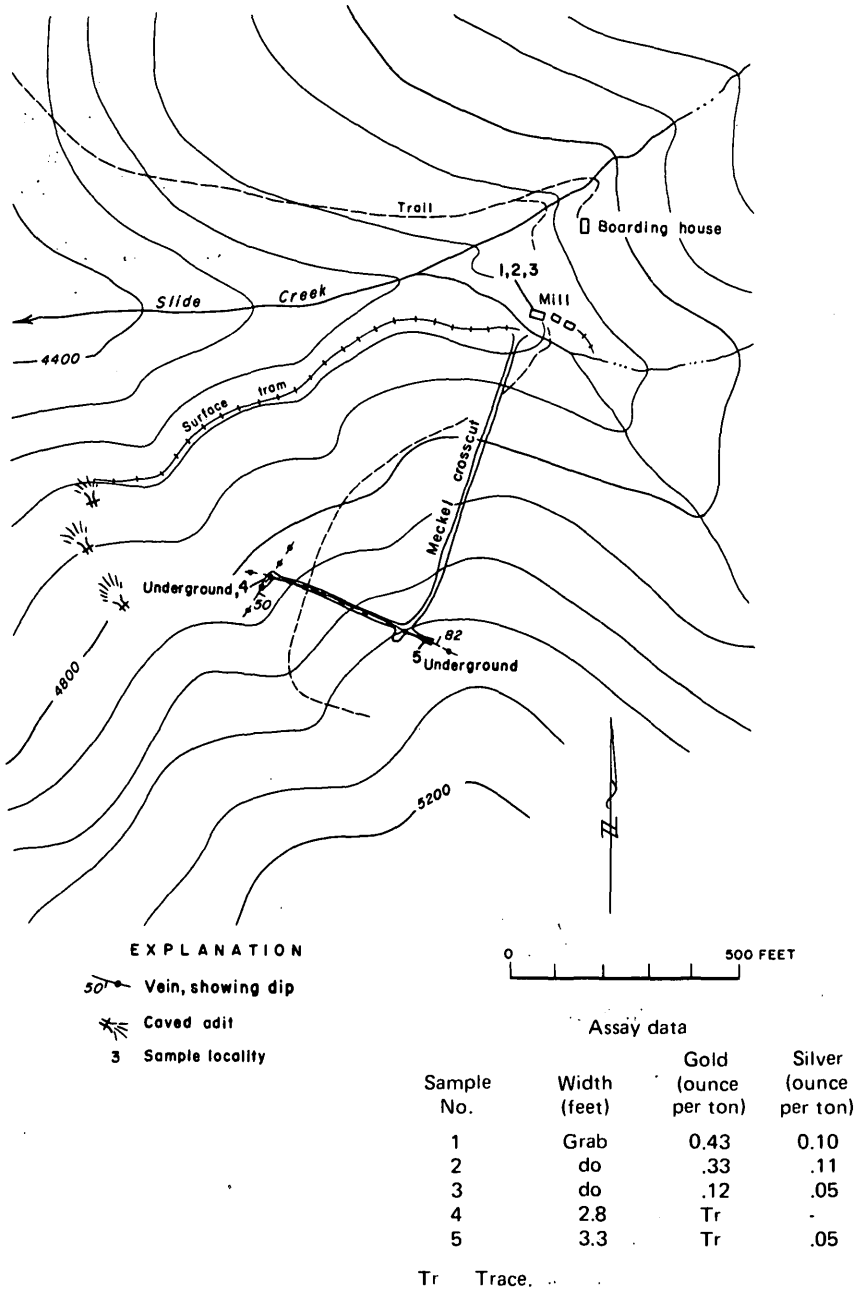 Trail
Boarding house
1,2,3
Mill
Slide Creek
4400
Surface tram
Meckel crosscut
Underground, 4
50
82
5 Underground
4800
5200
N
EXPLANATION
50 Vein, showing dip
Caved adit
3 Sample locality
0 500 FEET
Assay data
Sample No. Width (feet) Gold (ounce per ton) Silver (ounce per ton)
1 Grab 0.43 0.10
2 do .33 .11
3 do .12 .05
4 2.8 Tr -
5 3.3 Tr .05
Tr Trace.